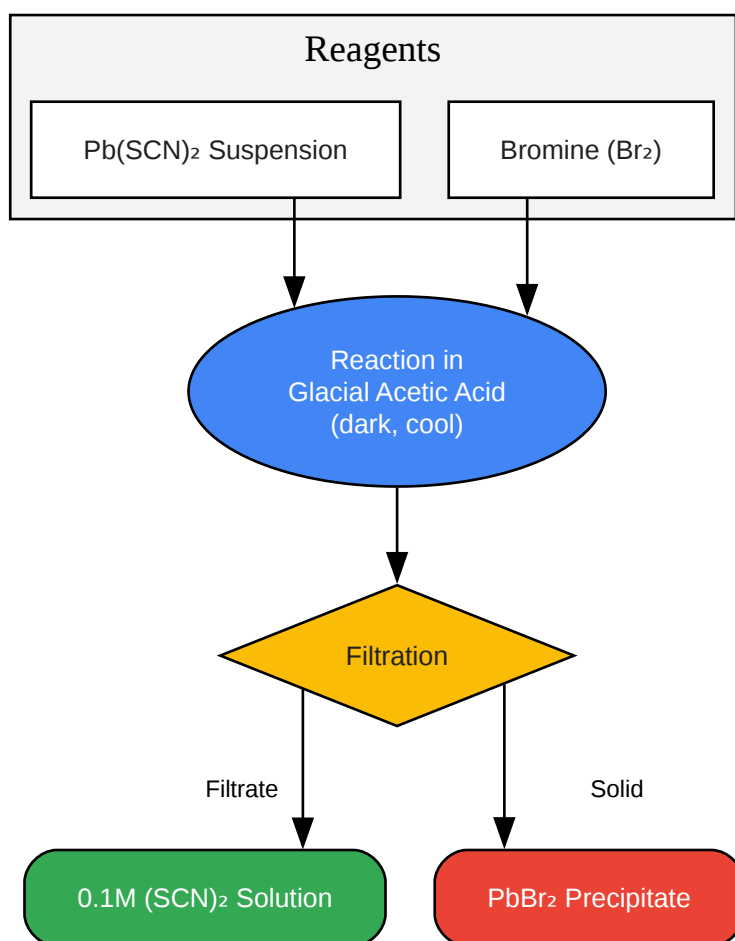 Reagents
Pb(SCN)₂ Suspension
Bromine (Br₂)
Reaction in
Glacial Acetic Acid
(dark, cool)
Filtration
Filtrate
Solid
0.1M (SCN)₂ Solution
PbBr₂ Precipitate